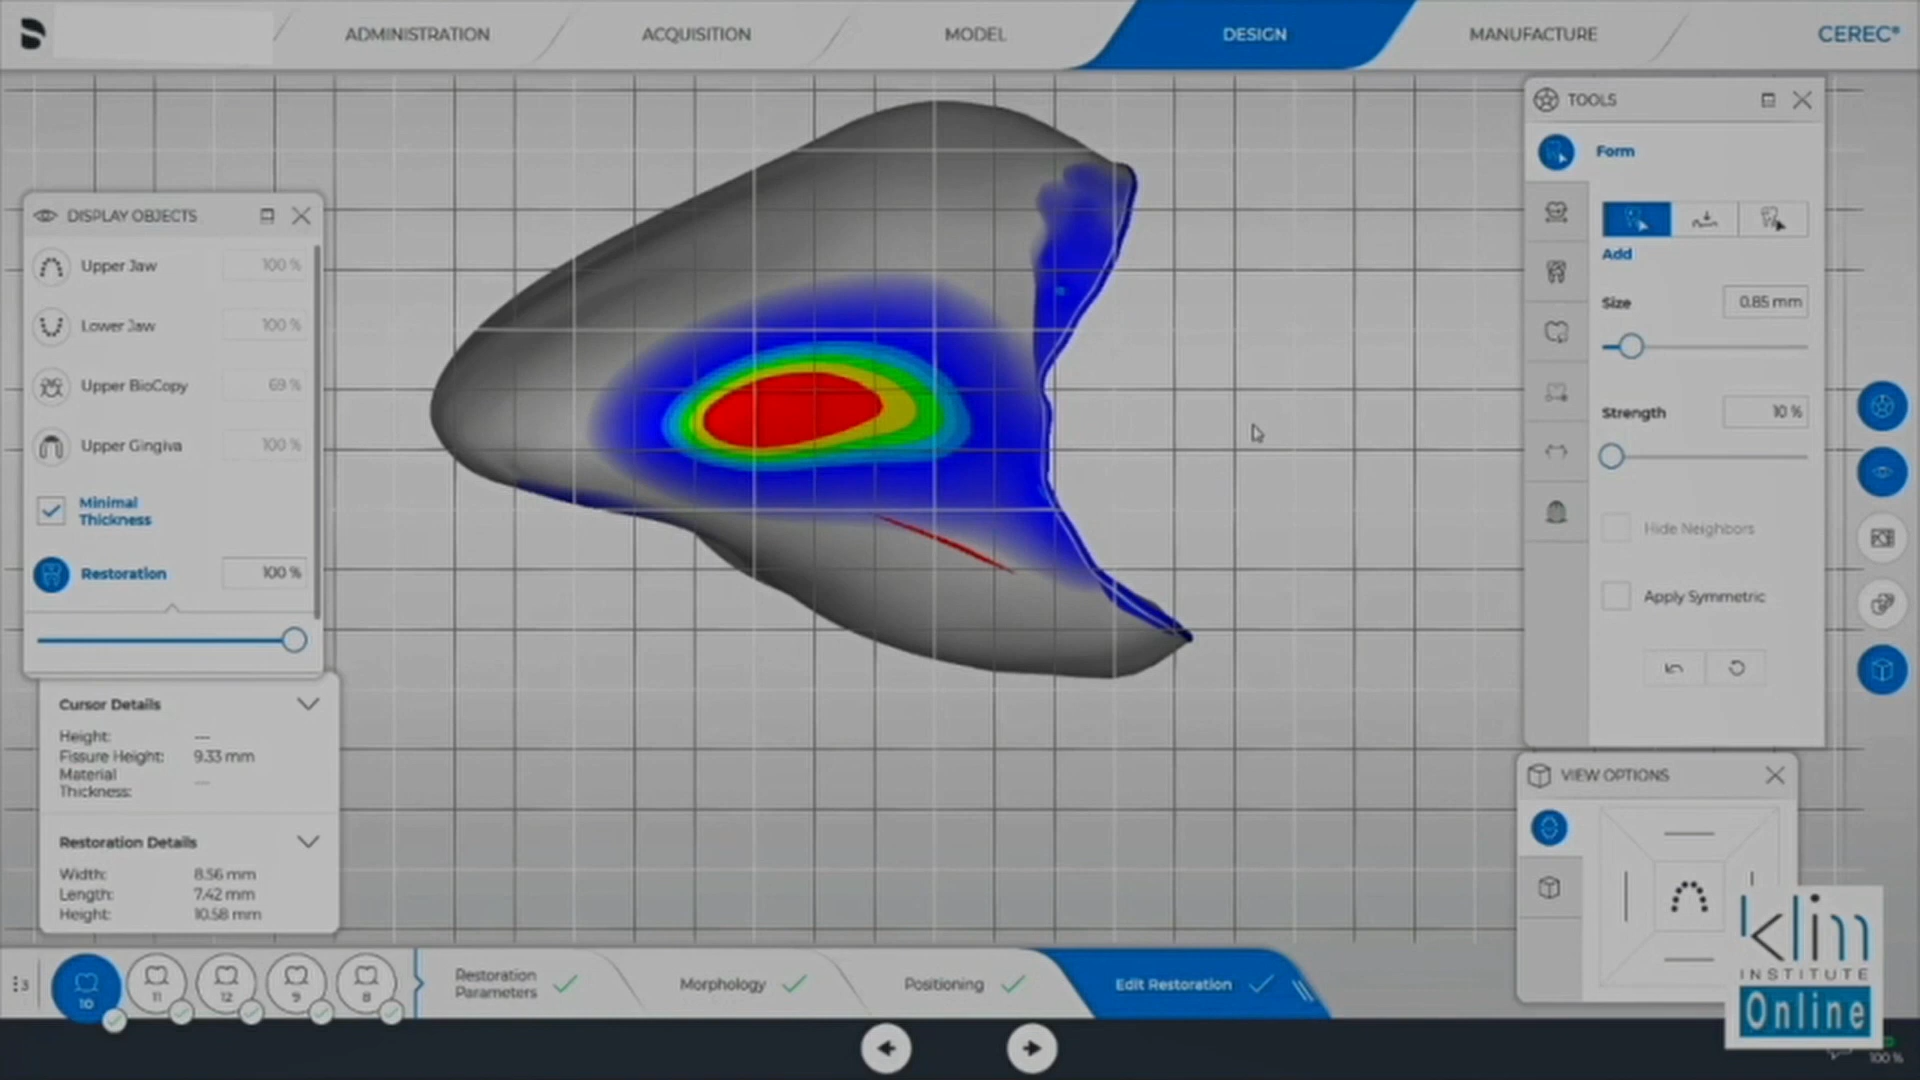 ADMINISTRATION
ACQUISITION
MODEL
DESIGN
MANUFACTURE
CEREC®
DISPLAY OBJECTS
Upper Jaw 100 %
Lower Jaw 100 %
Upper BioCopy 69 %
Upper Gingiva 100 %
Minimal
Thickness
Restoration 100 %
Cursor Details
Height: ---
Fissure Height: 9.33 mm
Material
Thickness: ---
Restoration Details
Width: 8.56 mm
Length: 7.42 mm
Height: 10.58 mm
TOOLS
Form
Add
Size 0.85 mm
Strength 10 %
Hide Neighbors
Apply Symmetric
VIEW OPTIONS
klim
INSTITUTE
Online
3
10
11
12
9
8
Restoration
Parameters
Morphology
Positioning
Edit Restoration
100 %